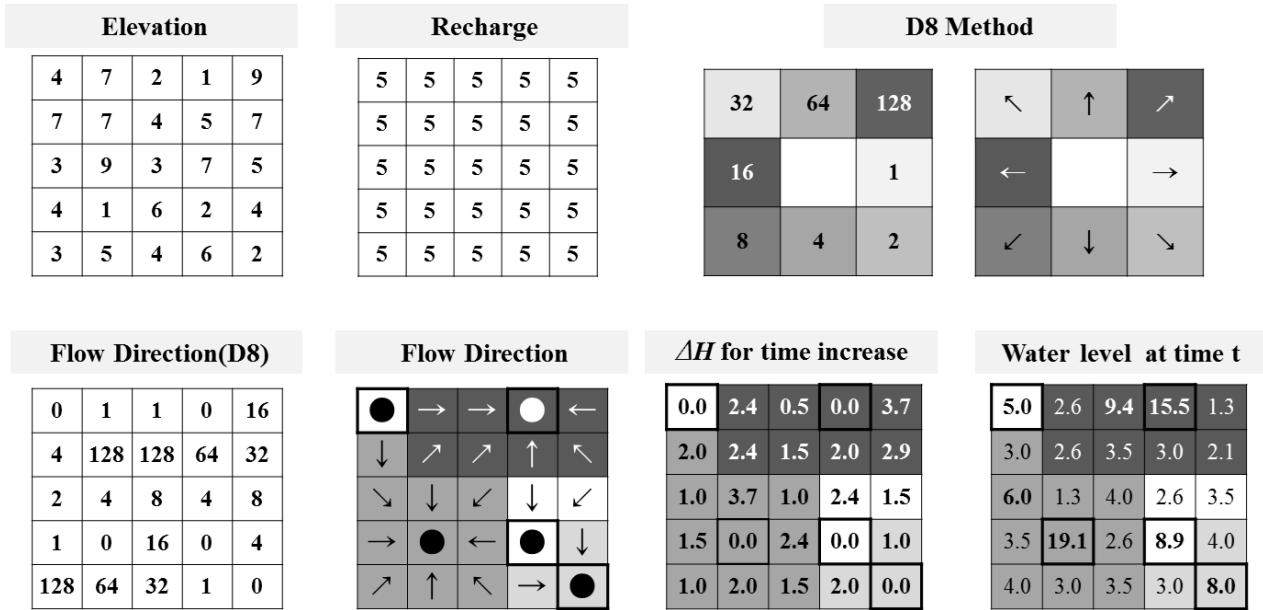 Elevation
4 7 2 1 9
7 7 4 5 7
3 9 3 7 5
4 1 6 2 4
3 5 4 6 2
Recharge
5 5 5 5 5
5 5 5 5 5
5 5 5 5 5
5 5 5 5 5
5 5 5 5 5
D8 Method
32 64 128
16 1
8 4 2
↖ ↑ ↗
← →
↙ ↓ ↘
Flow Direction(D8)
0 1 1 0 16
4 128 128 64 32
2 4 8 4 8
1 0 16 0 4
128 64 32 1 0
Flow Direction
● → → ● ←
↓ ↗ ↗ ↑ ↖
↘ ↓ ↙ ↓ ↙
→ ● ← ● ↓
↗ ↑ ↖ → ●
ΔH for time increase
0.0 2.4 0.5 0.0 3.7
2.0 2.4 1.5 2.0 2.9
1.0 3.7 1.0 2.4 1.5
1.5 0.0 2.4 0.0 1.0
1.0 2.0 1.5 2.0 0.0
Water level at time t
5.0 2.6 9.4 15.5 1.3
3.0 2.6 3.5 3.0 2.1
6.0 1.3 4.0 2.6 3.5
3.5 19.1 2.6 8.9 4.0
4.0 3.0 3.5 3.0 8.0